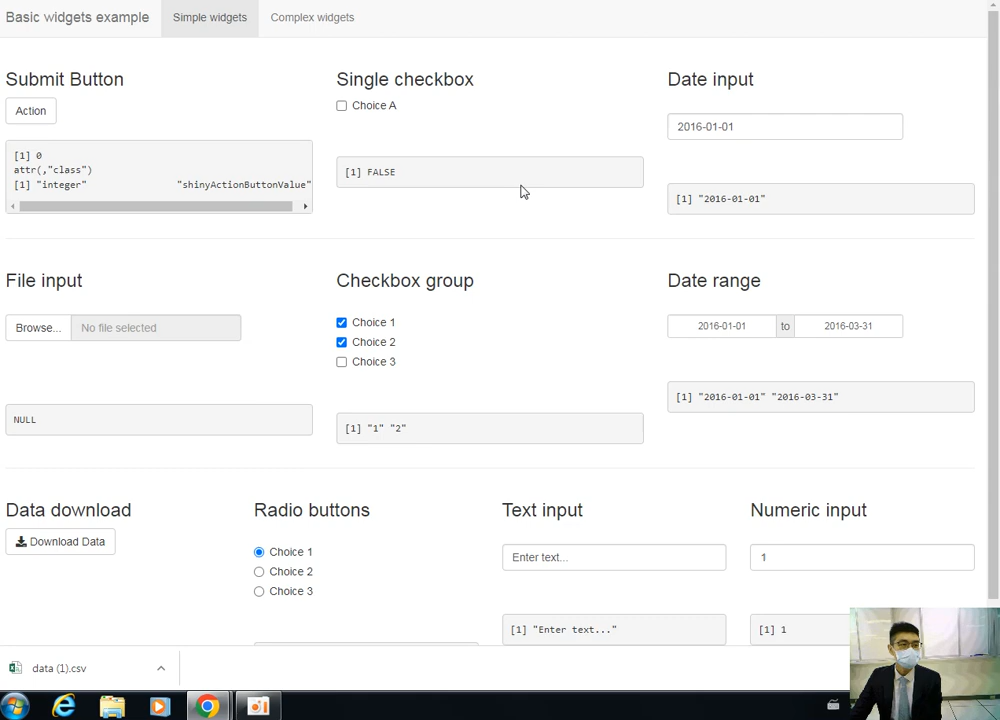 Basic widgets example
Simple widgets
Complex widgets
Submit Button
Action
[1] 0
attr(,"class")
[1] "integer" "shinyActionButtonValue"
Single checkbox
Choice A
[1] FALSE
Date input
2016-01-01
[1] "2016-01-01"
File input
Browse... No file selected
NULL
Checkbox group
Choice 1
Choice 2
Choice 3
[1] "1" "2"
Date range
2016-01-01 to 2016-03-31
[1] "2016-01-01" "2016-03-31"
Data download
Download Data
Radio buttons
Choice 1
Choice 2
Choice 3
Text input
Enter text...
[1] "Enter text..."
Numeric input
1
[1] 1
data (1).csv